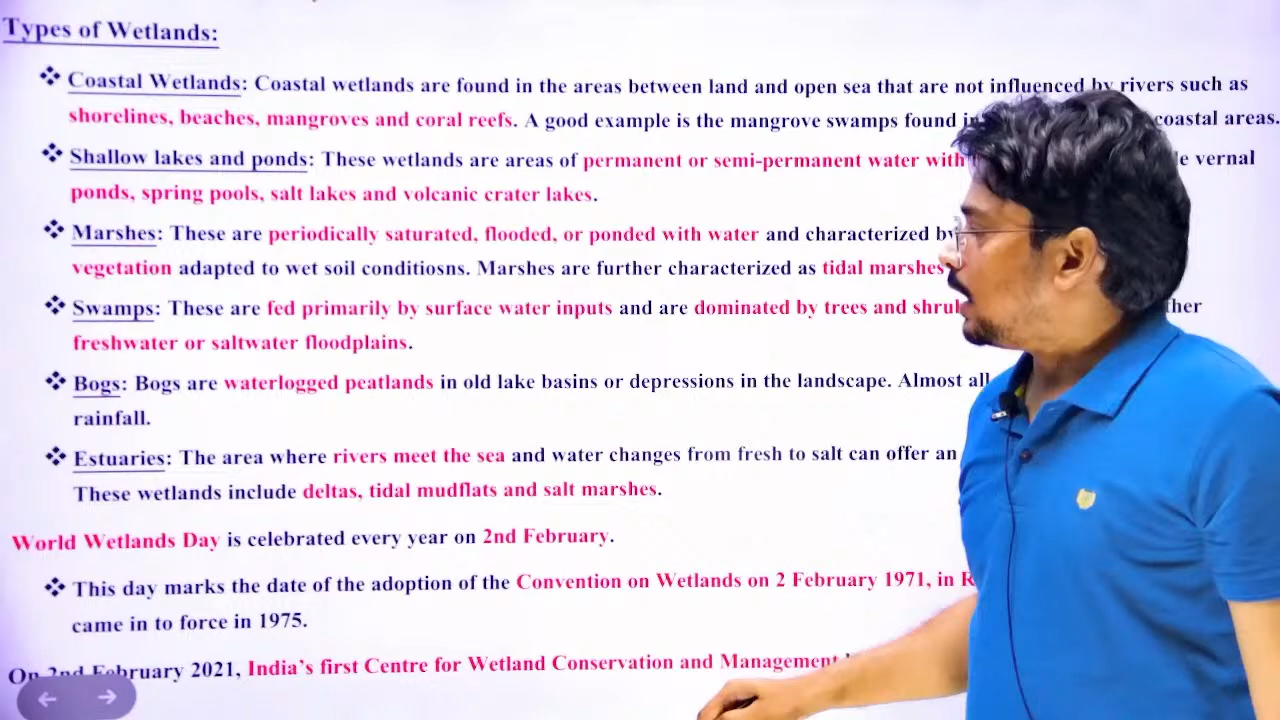 Types of Wetlands:
❖ Coastal Wetlands: Coastal wetlands are found in the areas between land and open sea that are not influenced by rivers such as
shorelines, beaches, mangroves and coral reefs. A good example is the mangrove swamps found coastal areas.
❖ Shallow lakes and ponds: These wetlands are areas of permanent or semi-permanent water with vernal
ponds, spring pools, salt lakes and volcanic crater lakes.
❖ Marshes: These are periodically saturated, flooded, or ponded with water and characterized by
vegetation adapted to wet soil conditiosns. Marshes are further characterized as tidal marshes
❖ Swamps: These are fed primarily by surface water inputs and are dominated by trees and
freshwater or saltwater floodplains.
❖ Bogs: Bogs are waterlogged peatlands in old lake basins or depressions in the landscape. Almost all
rainfall.
❖ Estuaries: The area where rivers meet the sea and water changes from fresh to salt can offer an
These wetlands include deltas, tidal mudflats and salt marshes.
World Wetlands Day is celebrated every year on 2nd February.
❖ This day marks the date of the adoption of the Convention on Wetlands on 2 February 1971, in
came in to force in 1975.
On 2nd February 2021, India's first Centre for Wetland Conservation and Management